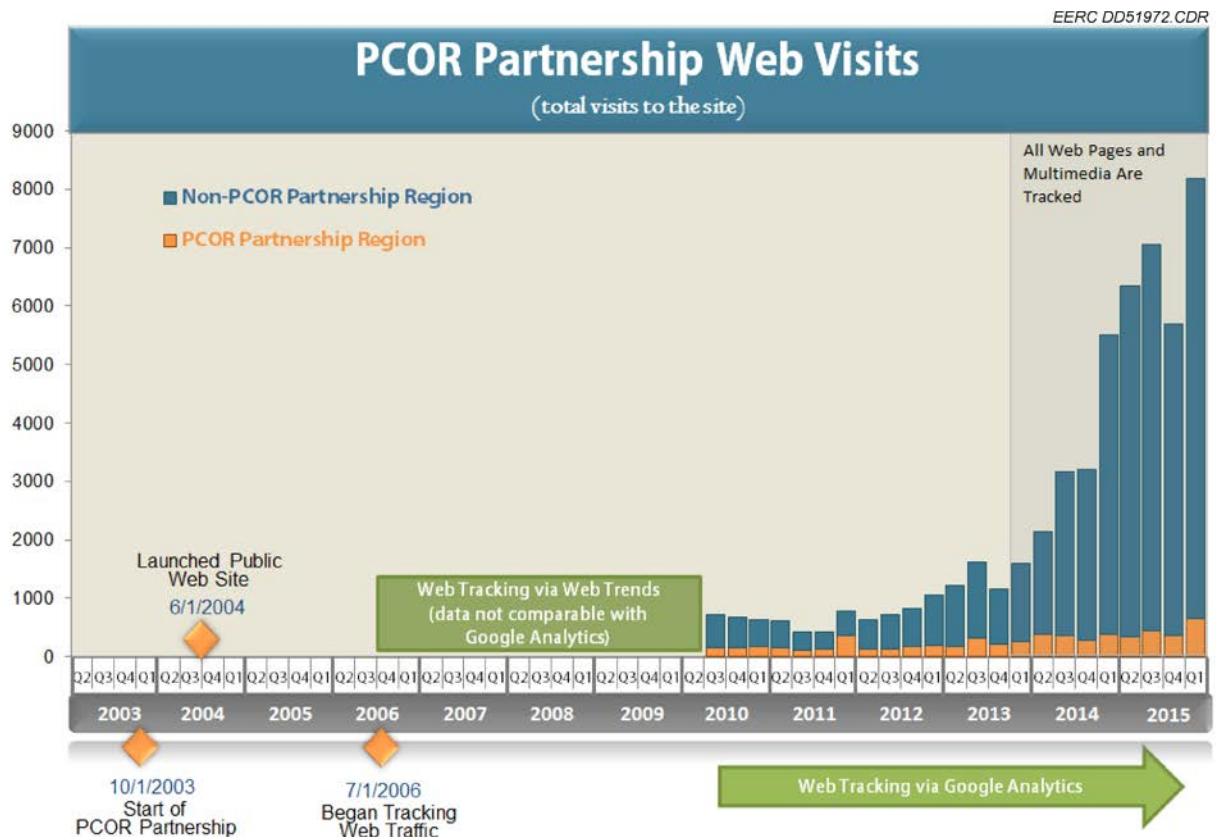 EERC DD51972.CDR
PCOR Partnership Web Visits
(total visits to the site)
9000
8000
7000
6000
5000
4000
3000
2000
1000
0
Non-PCOR Partnership Region
PCOR Partnership Region
All Web Pages and
Multimedia Are
Tracked
Launched Public
Web Site
6/1/2004
Web Tracking via Web Trends
(data not comparable with
Google Analytics)
Q2 Q3 Q4 Q1 Q2 Q3 Q4 Q1 Q2 Q3 Q4 Q1 Q2 Q3 Q4 Q1 Q2 Q3 Q4 Q1 Q2 Q3 Q4 Q1 Q2 Q3 Q4 Q1 Q2 Q3 Q4 Q1 Q2 Q3 Q4 Q1 Q2 Q3 Q4 Q1 Q2 Q3 Q4 Q1 Q2 Q3 Q4 Q1 Q2 Q3 Q4 Q1
2003 2004 2005 2006 2007 2008 2009 2010 2011 2012 2013 2014 2015
10/1/2003
Start of
PCOR Partnership
7/1/2006
Began Tracking
Web Traffic
Web Tracking via Google Analytics